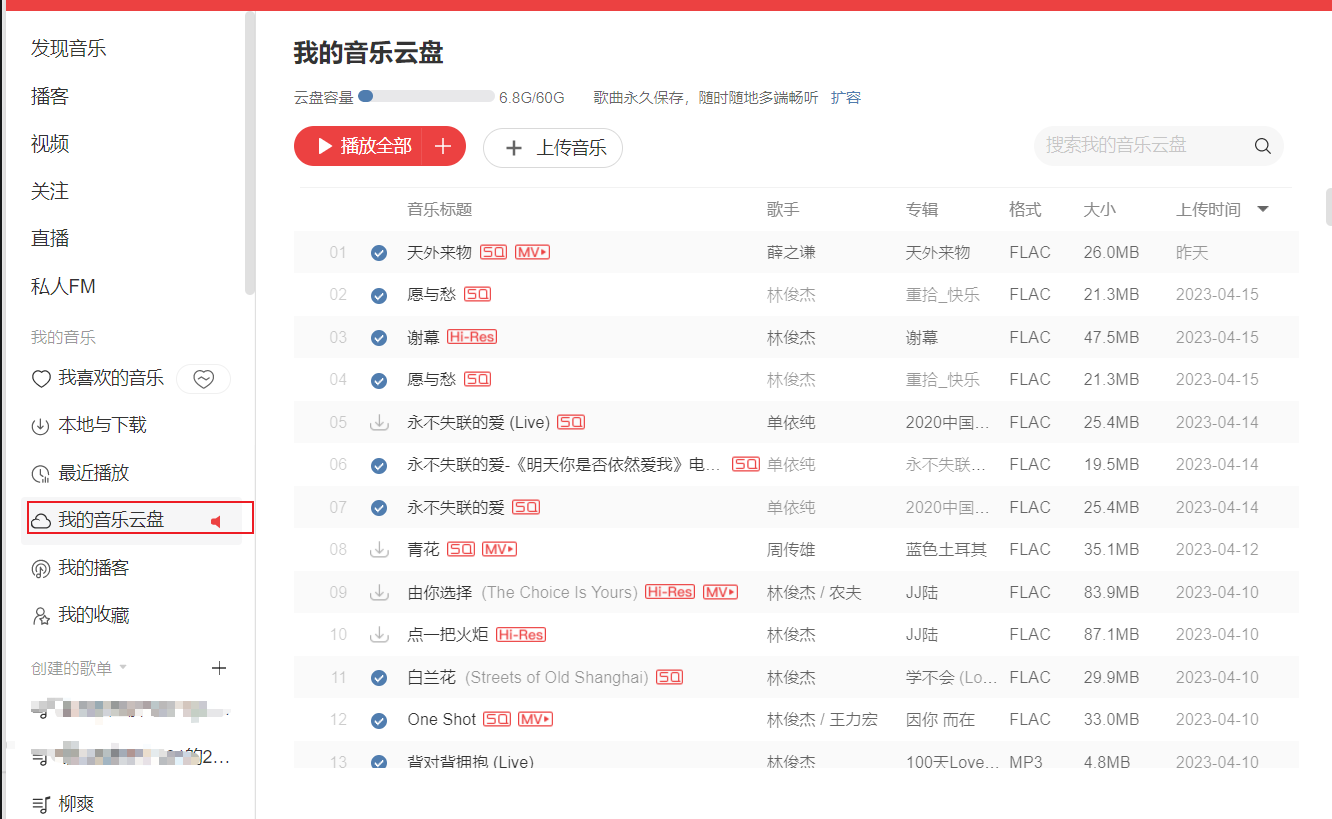 发现音乐
播客
视频
关注
直播
私人FM
我的音乐
我喜欢的音乐
本地与下载
最近播放
我的音乐云盘
我的播客
我的收藏
创建的歌单
的2...
柳爽
我的音乐云盘
云盘容量 6.8G/60G 歌曲永久保存，随时随地多端畅听 扩容
播放全部 上传音乐 搜索我的音乐云盘
音乐标题 歌手 专辑 格式 大小 上传时间
01 天外来物 SQ MV 薛之谦 天外来物 FLAC 26.0MB 昨天
02 愿与愁 SQ 林俊杰 重拾_快乐 FLAC 21.3MB 2023-04-15
03 谢幕 Hi-Res 林俊杰 谢幕 FLAC 47.5MB 2023-04-15
04 愿与愁 SQ 林俊杰 重拾_快乐 FLAC 21.3MB 2023-04-15
05 永不失联的爱 (Live) SQ 单依纯 2020中国... FLAC 25.4MB 2023-04-14
06 永不失联的爱-《明天你是否依然爱我》电... SQ 单依纯 永不失联... FLAC 19.5MB 2023-04-14
07 永不失联的爱 SQ 单依纯 2020中国... FLAC 25.4MB 2023-04-14
08 青花 SQ MV 周传雄 蓝色土耳其 FLAC 35.1MB 2023-04-12
09 由你选择 (The Choice Is Yours) Hi-Res MV 林俊杰 / 农夫 JJ陆 FLAC 83.9MB 2023-04-10
10 点一把火炬 Hi-Res 林俊杰 JJ陆 FLAC 87.1MB 2023-04-10
11 白兰花 (Streets of Old Shanghai) SQ 林俊杰 学不会 (Lo... FLAC 29.9MB 2023-04-10
12 One Shot SQ MV 林俊杰 / 王力宏 因你 而在 FLAC 33.0MB 2023-04-10
13 背对背拥抱 (Live) 林俊杰 100天Love... MP3 4.8MB 2023-04-10